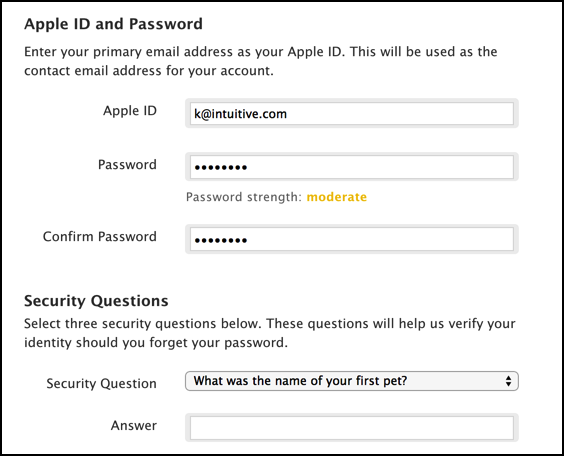 Apple ID and Password
Enter your primary email address as your Apple ID. This will be used as the
contact email address for your account.
Apple ID k@intuitive.com
Password ••••••••
Password strength: moderate
Confirm Password ••••••••
Security Questions
Select three security questions below. These questions will help us verify your
identity should you forget your password.
Security Question What was the name of your first pet?
Answer